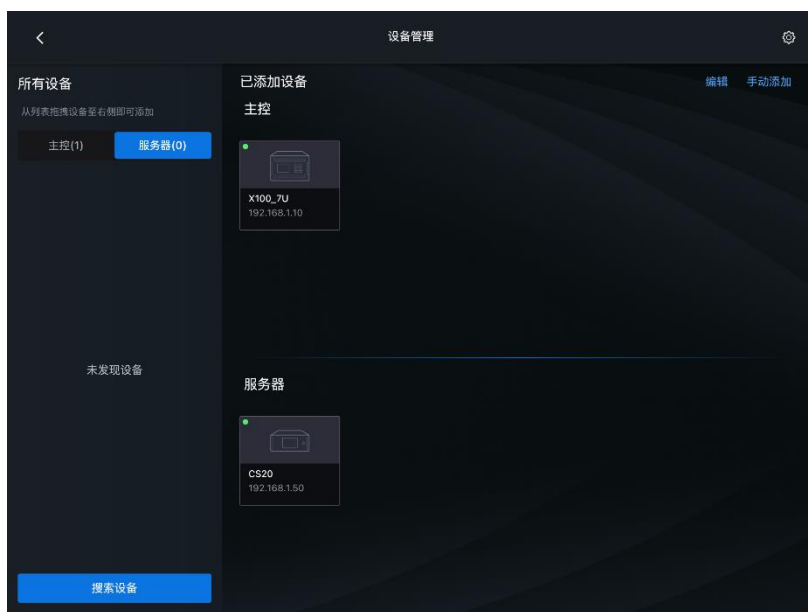 设备管理
所有设备
从列表拖拽设备至右侧即可添加
主控(1)
服务器(0)
未发现设备
搜索设备
已添加设备
编辑
手动添加
主控
X100_7U
192.168.1.10
服务器
CS20
192.168.1.50